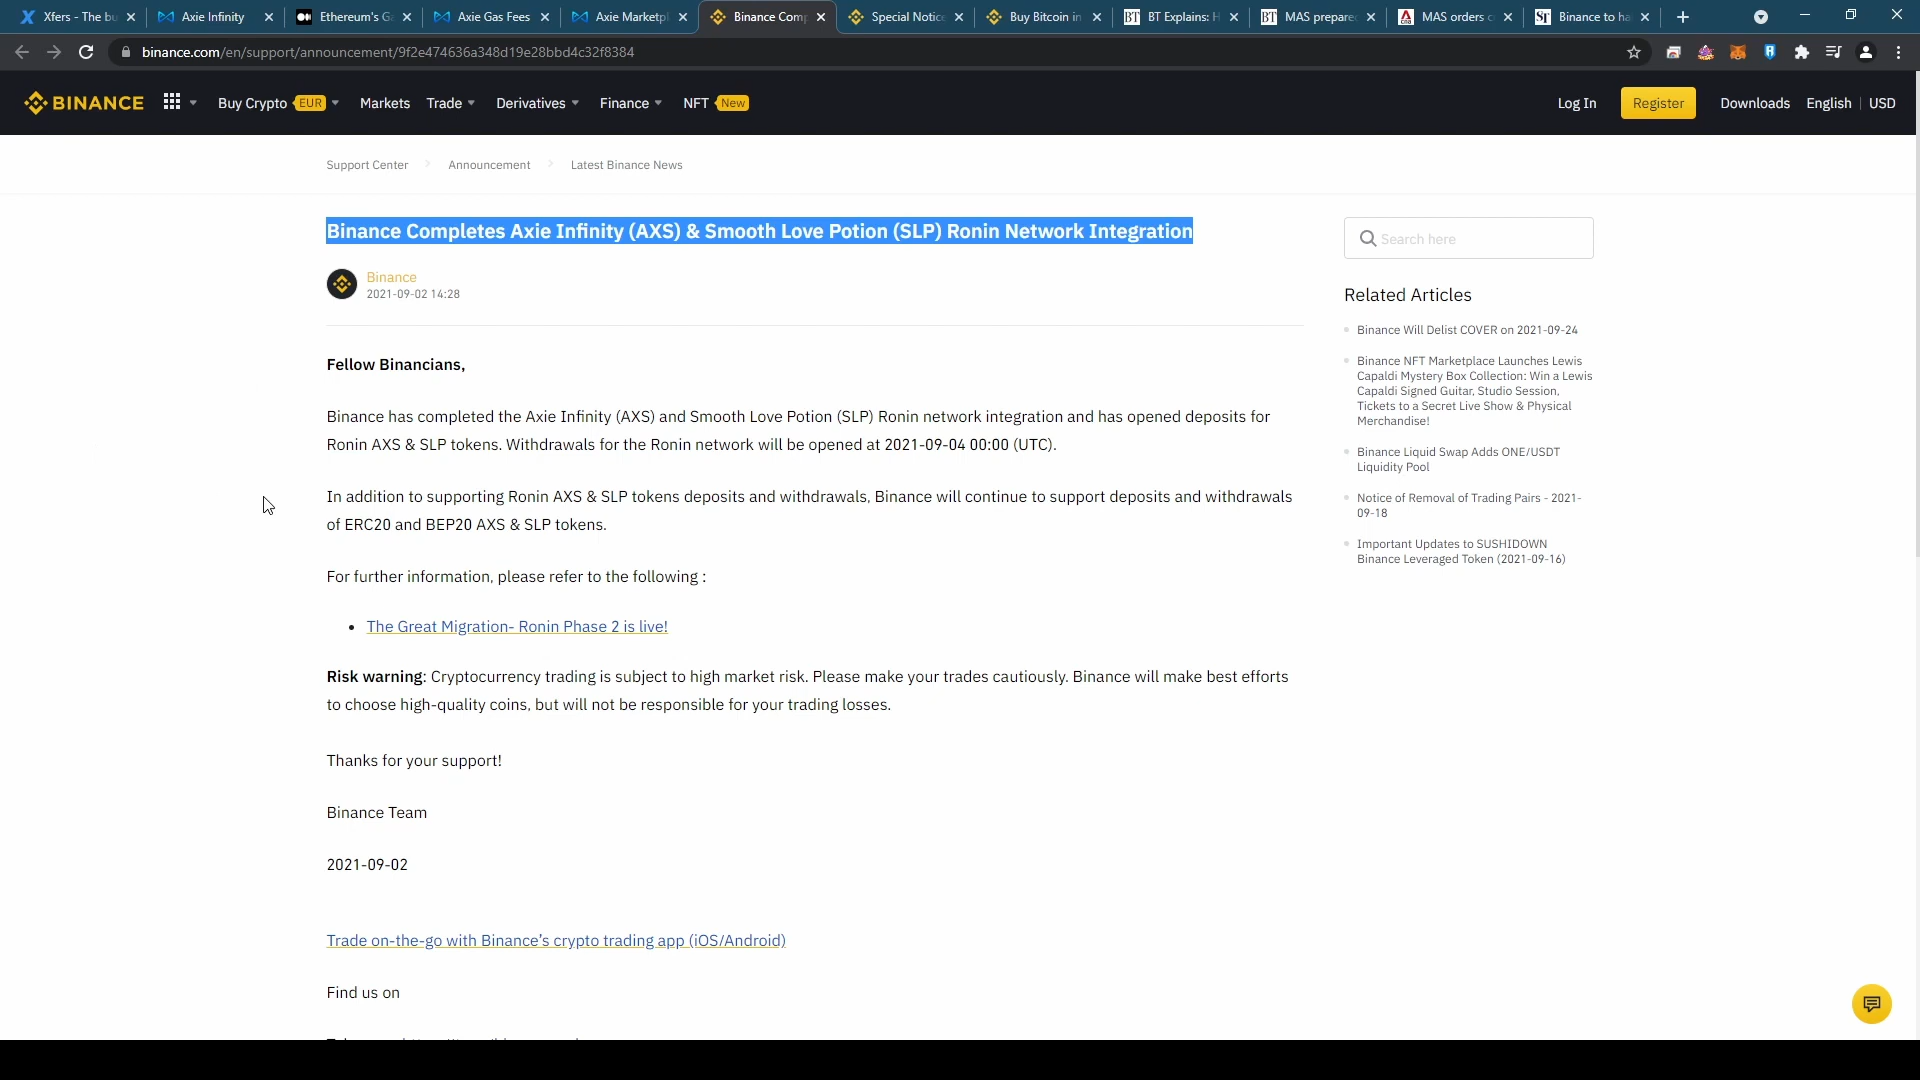 Xfers - The bu
Axie Infinity
Ethereum's Ga
Axie Gas Fees
Axie Marketpl
Binance Comp
Special Notice
Buy Bitcoin in
BT BT Explains: H
BT MAS prepare
cna MAS orders c
ST Binance to ha
binance.com/en/support/announcement/9f2e474636a348d19e28bbd4c32f8384
BINANCE Buy Crypto EUR Markets Trade Derivatives Finance NFT New Log In Register Downloads English USD
Support Center Announcement Latest Binance News
Binance Completes Axie Infinity (AXS) & Smooth Love Potion (SLP) Ronin Network Integration
Binance
2021-09-02 14:28
Fellow Binancians,
Binance has completed the Axie Infinity (AXS) and Smooth Love Potion (SLP) Ronin network integration and has opened deposits for
Ronin AXS & SLP tokens. Withdrawals for the Ronin network will be opened at 2021-09-04 00:00 (UTC).
In addition to supporting Ronin AXS & SLP tokens deposits and withdrawals, Binance will continue to support deposits and withdrawals
of ERC20 and BEP20 AXS & SLP tokens.
For further information, please refer to the following :
• The Great Migration- Ronin Phase 2 is live!
Risk warning: Cryptocurrency trading is subject to high market risk. Please make your trades cautiously. Binance will make best efforts
to choose high-quality coins, but will not be responsible for your trading losses.
Thanks for your support!
Binance Team
2021-09-02
Trade on-the-go with Binance’s crypto trading app (iOS/Android)
Find us on
Search here
Related Articles
Binance Will Delist COVER on 2021-09-24
Binance NFT Marketplace Launches Lewis
Capaldi Mystery Box Collection: Win a Lewis
Capaldi Signed Guitar, Studio Session,
Tickets to a Secret Live Show & Physical
Merchandise!
Binance Liquid Swap Adds ONE/USDT
Liquidity Pool
Notice of Removal of Trading Pairs - 2021-
09-18
Important Updates to SUSHIDOWN
Binance Leveraged Token (2021-09-16)